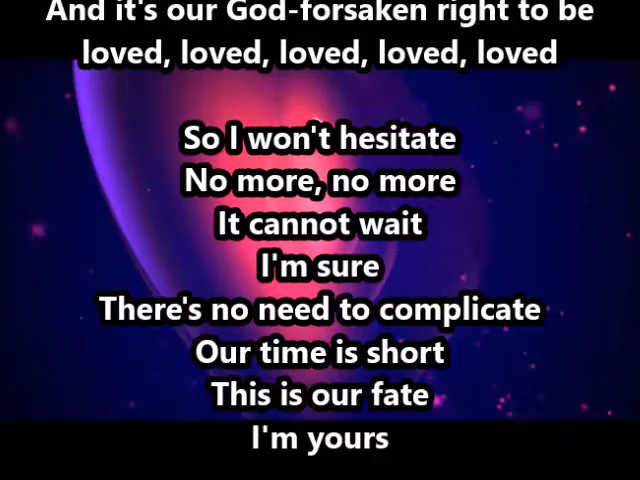 And it's our God-forsaken right to be
loved, loved, loved, loved, loved
So I won't hesitate
No more, no more
It cannot wait
I'm sure
There's no need to complicate
Our time is short
This is our fate
I'm yours